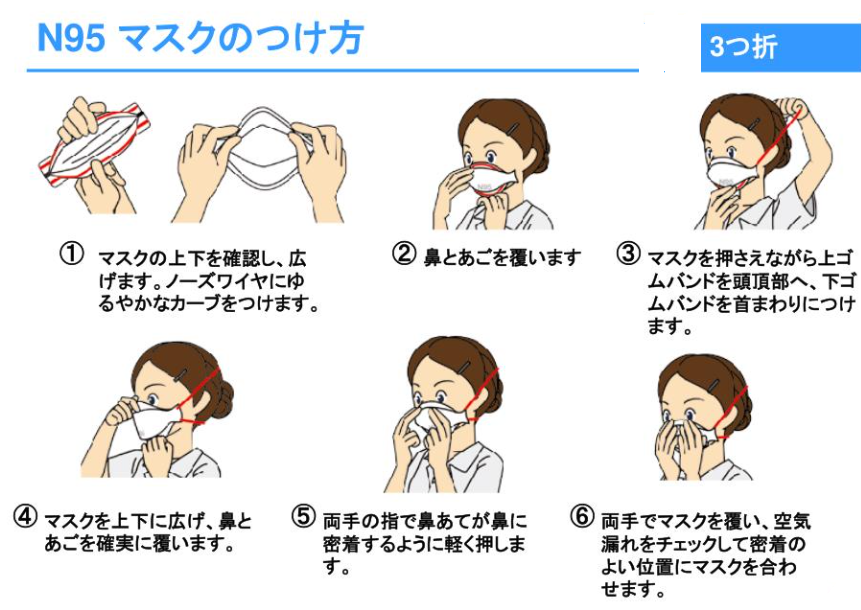 N95 マスクのつけ方
3つ折
① マスクの上下を確認し、広
げます。ノーズワイヤにゆ
るやかなカーブをつけます。
② 鼻とあごを覆います
③ マスクを押さえながら上ゴ
ムバンドを頭頂部へ、下ゴ
ムバンドを首まわりにつけ
ます。
④ マスクを上下に広げ、鼻と
あごを確実に覆います。
⑤ 両手の指で鼻あてが鼻に
密着するように軽く押しま
す。
⑥ 両手でマスクを覆い、空気
漏れをチェックして密着の
よい位置にマスクを合わ
せます。
N95
N95